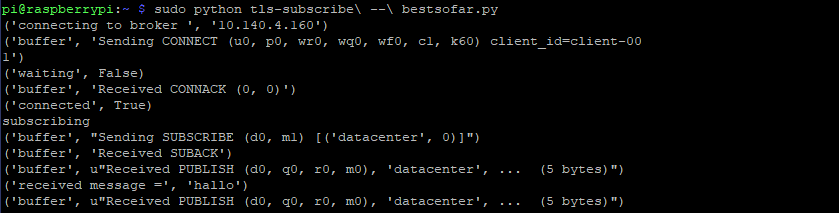 pi@raspberrypi:~ $ sudo python tls-subscribe\ --\ bestsofar.py
('connecting to broker ', '10.140.4.160')
('buffer', 'Sending CONNECT (u0, p0, wr0, wq0, wf0, c1, k60) client_id=client-00
1')
('waiting', False)
('buffer', 'Received CONNACK (0, 0)')
('connected', True)
subscribing
('buffer', "Sending SUBSCRIBE (d0, m1) [('datacenter', 0)]")
('buffer', 'Received SUBACK')
('buffer', u"Received PUBLISH (d0, q0, r0, m0), 'datacenter', ...  (5 bytes)")
('received message =', 'hallo')
('buffer', u"Received PUBLISH (d0, q0, r0, m0), 'datacenter', ...  (5 bytes)")